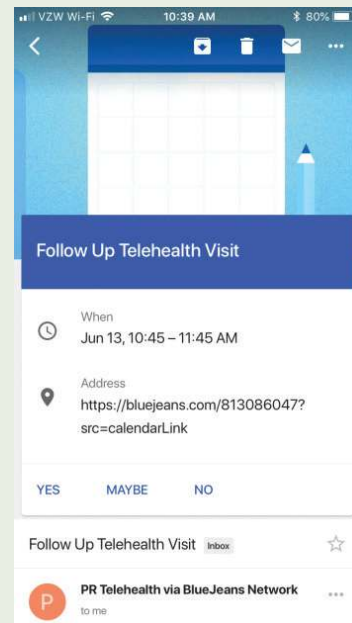 VZW Wi-Fi 10:39 AM 80%
Follow Up Telehealth Visit
When
Jun 13, 10:45 – 11:45 AM
Address
https://bluejeans.com/813086047?
src=calendarLink
YES MAYBE NO
Follow Up Telehealth Visit Inbox
P PR Telehealth via BlueJeans Network
to me